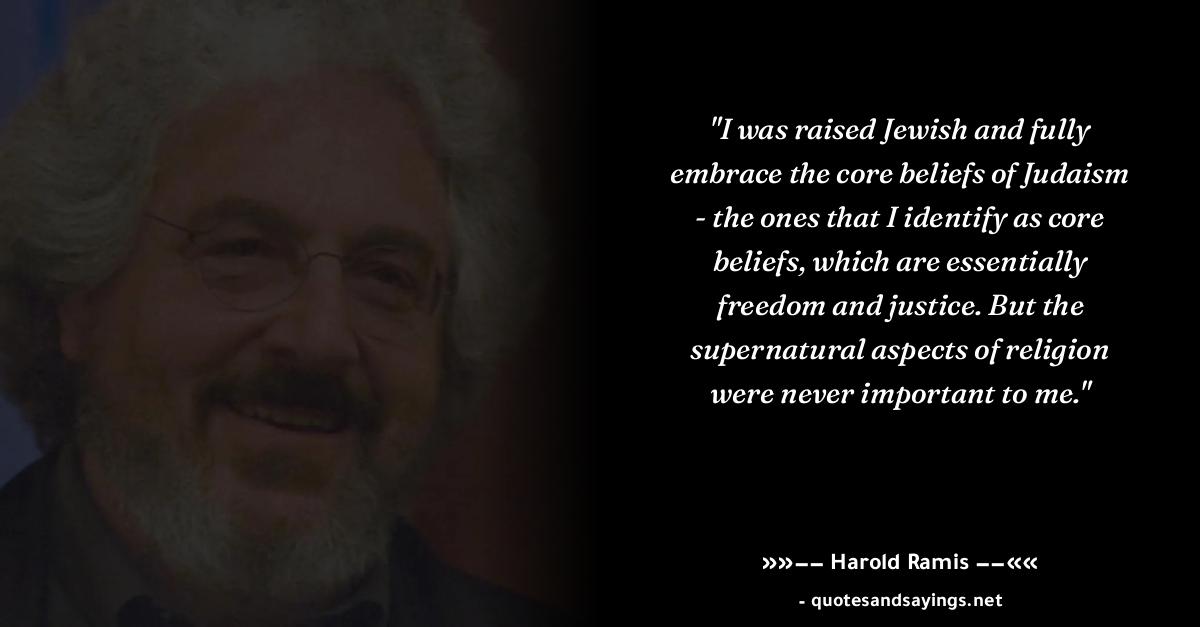 "I was raised Jewish and fully
embrace the core beliefs of Judaism
- the ones that I identify as core
beliefs, which are essentially
freedom and justice. But the
supernatural aspects of religion
were never important to me."
»»−− Harold Ramis −−««
- quotesandsayings.net